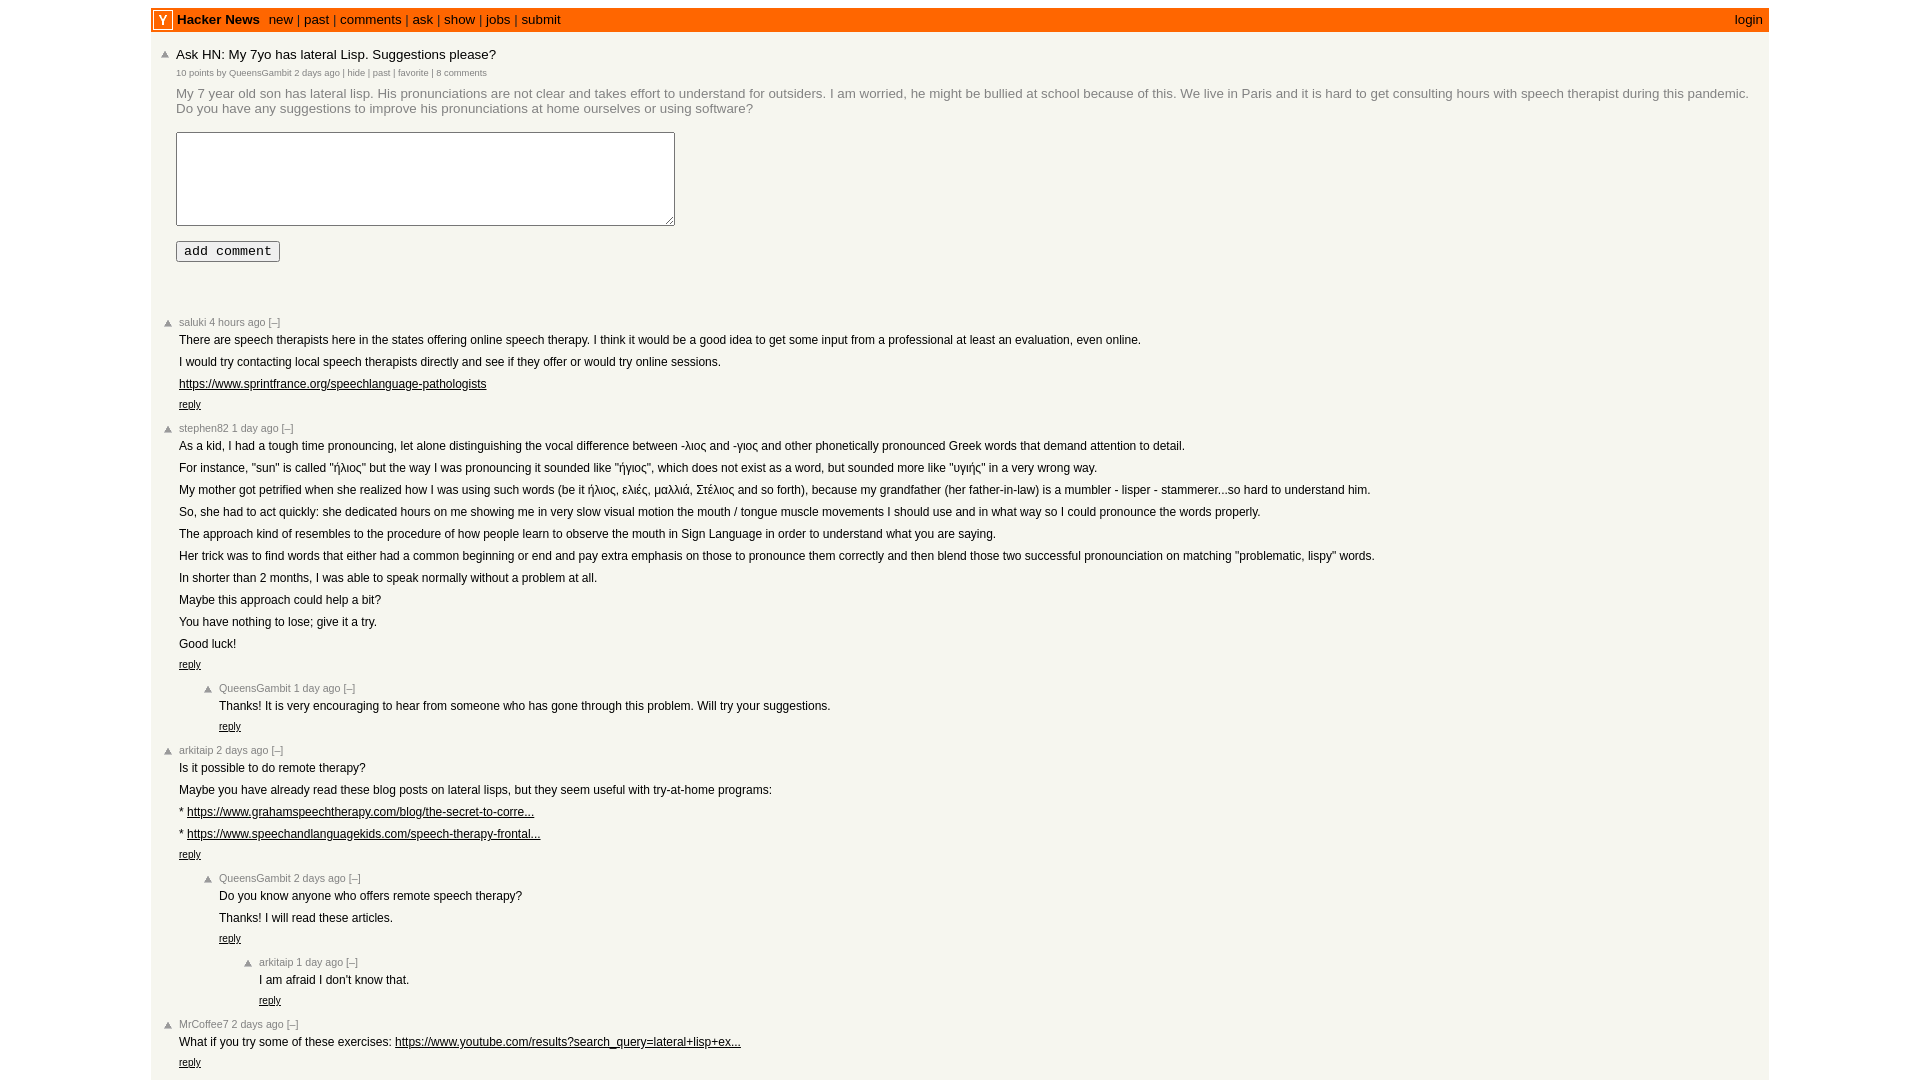 Y Hacker News new | past | comments | ask | show | jobs | submit login
Ask HN: My 7yo has lateral Lisp. Suggestions please?
10 points by QueensGambit 2 days ago | hide | past | favorite | 8 comments
My 7 year old son has lateral lisp. His pronunciations are not clear and takes effort to understand for outsiders. I am worried, he might be bullied at school because of this. We live in Paris and it is hard to get consulting hours with speech therapist during this pandemic.
Do you have any suggestions to improve his pronunciations at home ourselves or using software?
add comment
saluki 4 hours ago [–]
There are speech therapists here in the states offering online speech therapy. I think it would be a good idea to get some input from a professional at least an evaluation, even online.
I would try contacting local speech therapists directly and see if they offer or would try online sessions.
https://www.sprintfrance.org/speechlanguage-pathologists
reply
stephen82 1 day ago [–]
As a kid, I had a tough time pronouncing, let alone distinguishing the vocal difference between -λιος and -γιος and other phonetically pronounced Greek words that demand attention to detail.
For instance, "sun" is called "ήλιος" but the way I was pronouncing it sounded like "ήγιος", which does not exist as a word, but sounded more like "υγιής" in a very wrong way.
My mother got petrified when she realized how I was using such words (be it ήλιος, ελιές, μαλλιά, Στέλιος and so forth), because my grandfather (her father-in-law) is a mumbler - lisper - stammerer...so hard to understand him.
So, she had to act quickly: she dedicated hours on me showing me in very slow visual motion the mouth / tongue muscle movements I should use and in what way so I could pronounce the words properly.
The approach kind of resembles to the procedure of how people learn to observe the mouth in Sign Language in order to understand what you are saying.
Her trick was to find words that either had a common beginning or end and pay extra emphasis on those to pronounce them correctly and then blend those two successful pronounciation on matching "problematic, lispy" words.
In shorter than 2 months, I was able to speak normally without a problem at all.
Maybe this approach could help a bit?
You have nothing to lose; give it a try.
Good luck!
reply
QueensGambit 1 day ago [–]
Thanks! It is very encouraging to hear from someone who has gone through this problem. Will try your suggestions.
reply
arkitaip 2 days ago [–]
Is it possible to do remote therapy?
Maybe you have already read these blog posts on lateral lisps, but they seem useful with try-at-home programs:
* https://www.grahamspeechtherapy.com/blog/the-secret-to-corre...
* https://www.speechandlanguagekids.com/speech-therapy-frontal...
reply
QueensGambit 2 days ago [–]
Do you know anyone who offers remote speech therapy?
Thanks! I will read these articles.
reply
arkitaip 1 day ago [–]
I am afraid I don't know that.
reply
MrCoffee7 2 days ago [–]
What if you try some of these exercises: https://www.youtube.com/results?search_query=lateral+lisp+ex...
reply